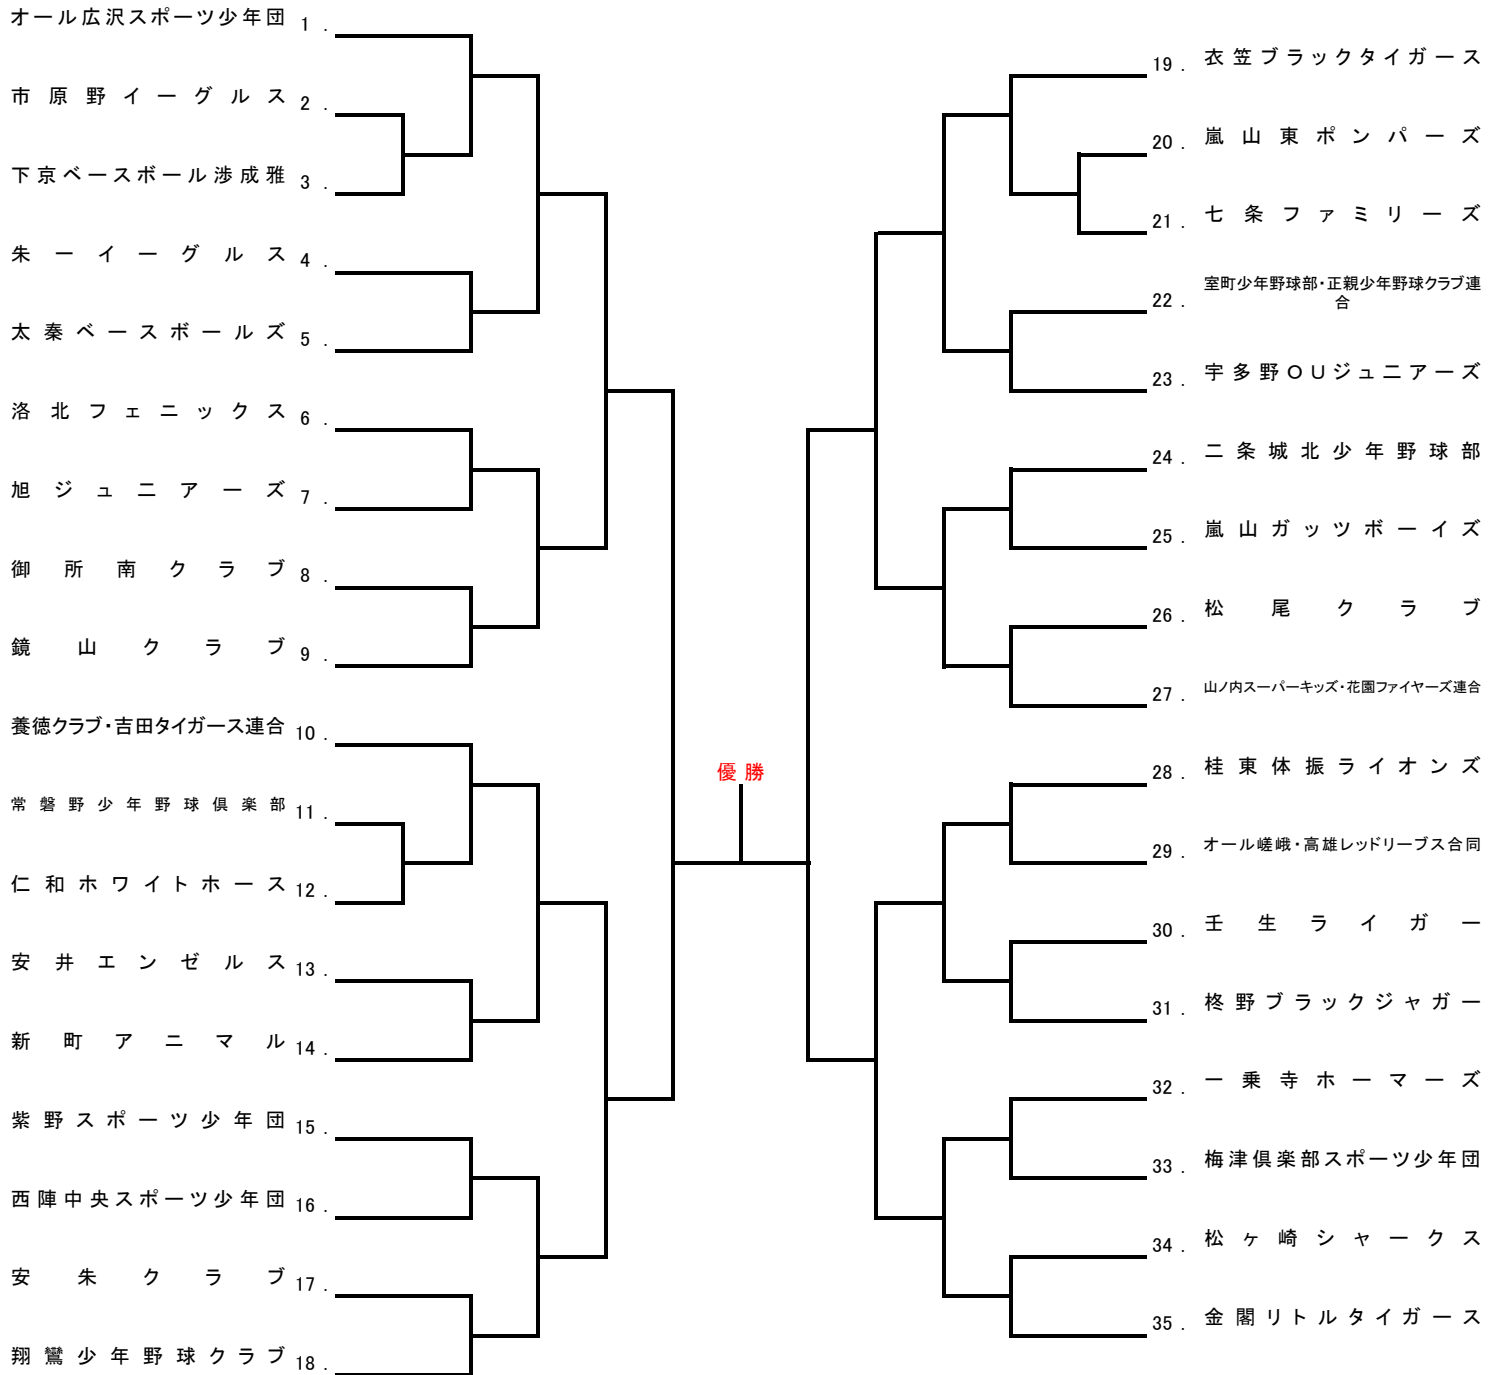 オール広沢スポーツ少年団 1 .
市原野イーグルス 2 .
下京ベースボール渉成雅 3 .
朱一イーグルス 4 .
太秦ベースボールズ 5 .
洛北フェニックス 6 .
旭ジュニアーズ 7 .
御所南クラブ 8 .
鏡山クラブ 9 .
養徳クラブ・吉田タイガース連合 10 .
常磐野少年野球倶楽部 11 .
仁和ホワイトホース 12 .
安井エンゼルス 13 .
新町アニマル 14 .
紫野スポーツ少年団 15 .
西陣中央スポーツ少年団 16 .
安朱クラブ 17 .
翔鸞少年野球クラブ 18 .
優勝
19 . 衣笠ブラックタイガース
20 . 嵐山東ポンパーズ
21 . 七条ファミリーズ
22 . 室町少年野球部・正親少年野球クラブ連
合
23 . 宇多野OUジュニアーズ
24 . 二条城北少年野球部
25 . 嵐山ガッツボーイズ
26 . 松尾クラブ
27 . 山ノ内スーパーキッズ・花園ファイヤーズ連合
28 . 桂東体振ライオンズ
29 . オール嵯峨・高雄レッドリーブス合同
30 . 壬生ライガー
31 . 柊野ブラックジャガー
32 . 一乗寺ホーマーズ
33 . 梅津倶楽部スポーツ少年団
34 . 松ヶ崎シャークス
35 . 金閣リトルタイガース